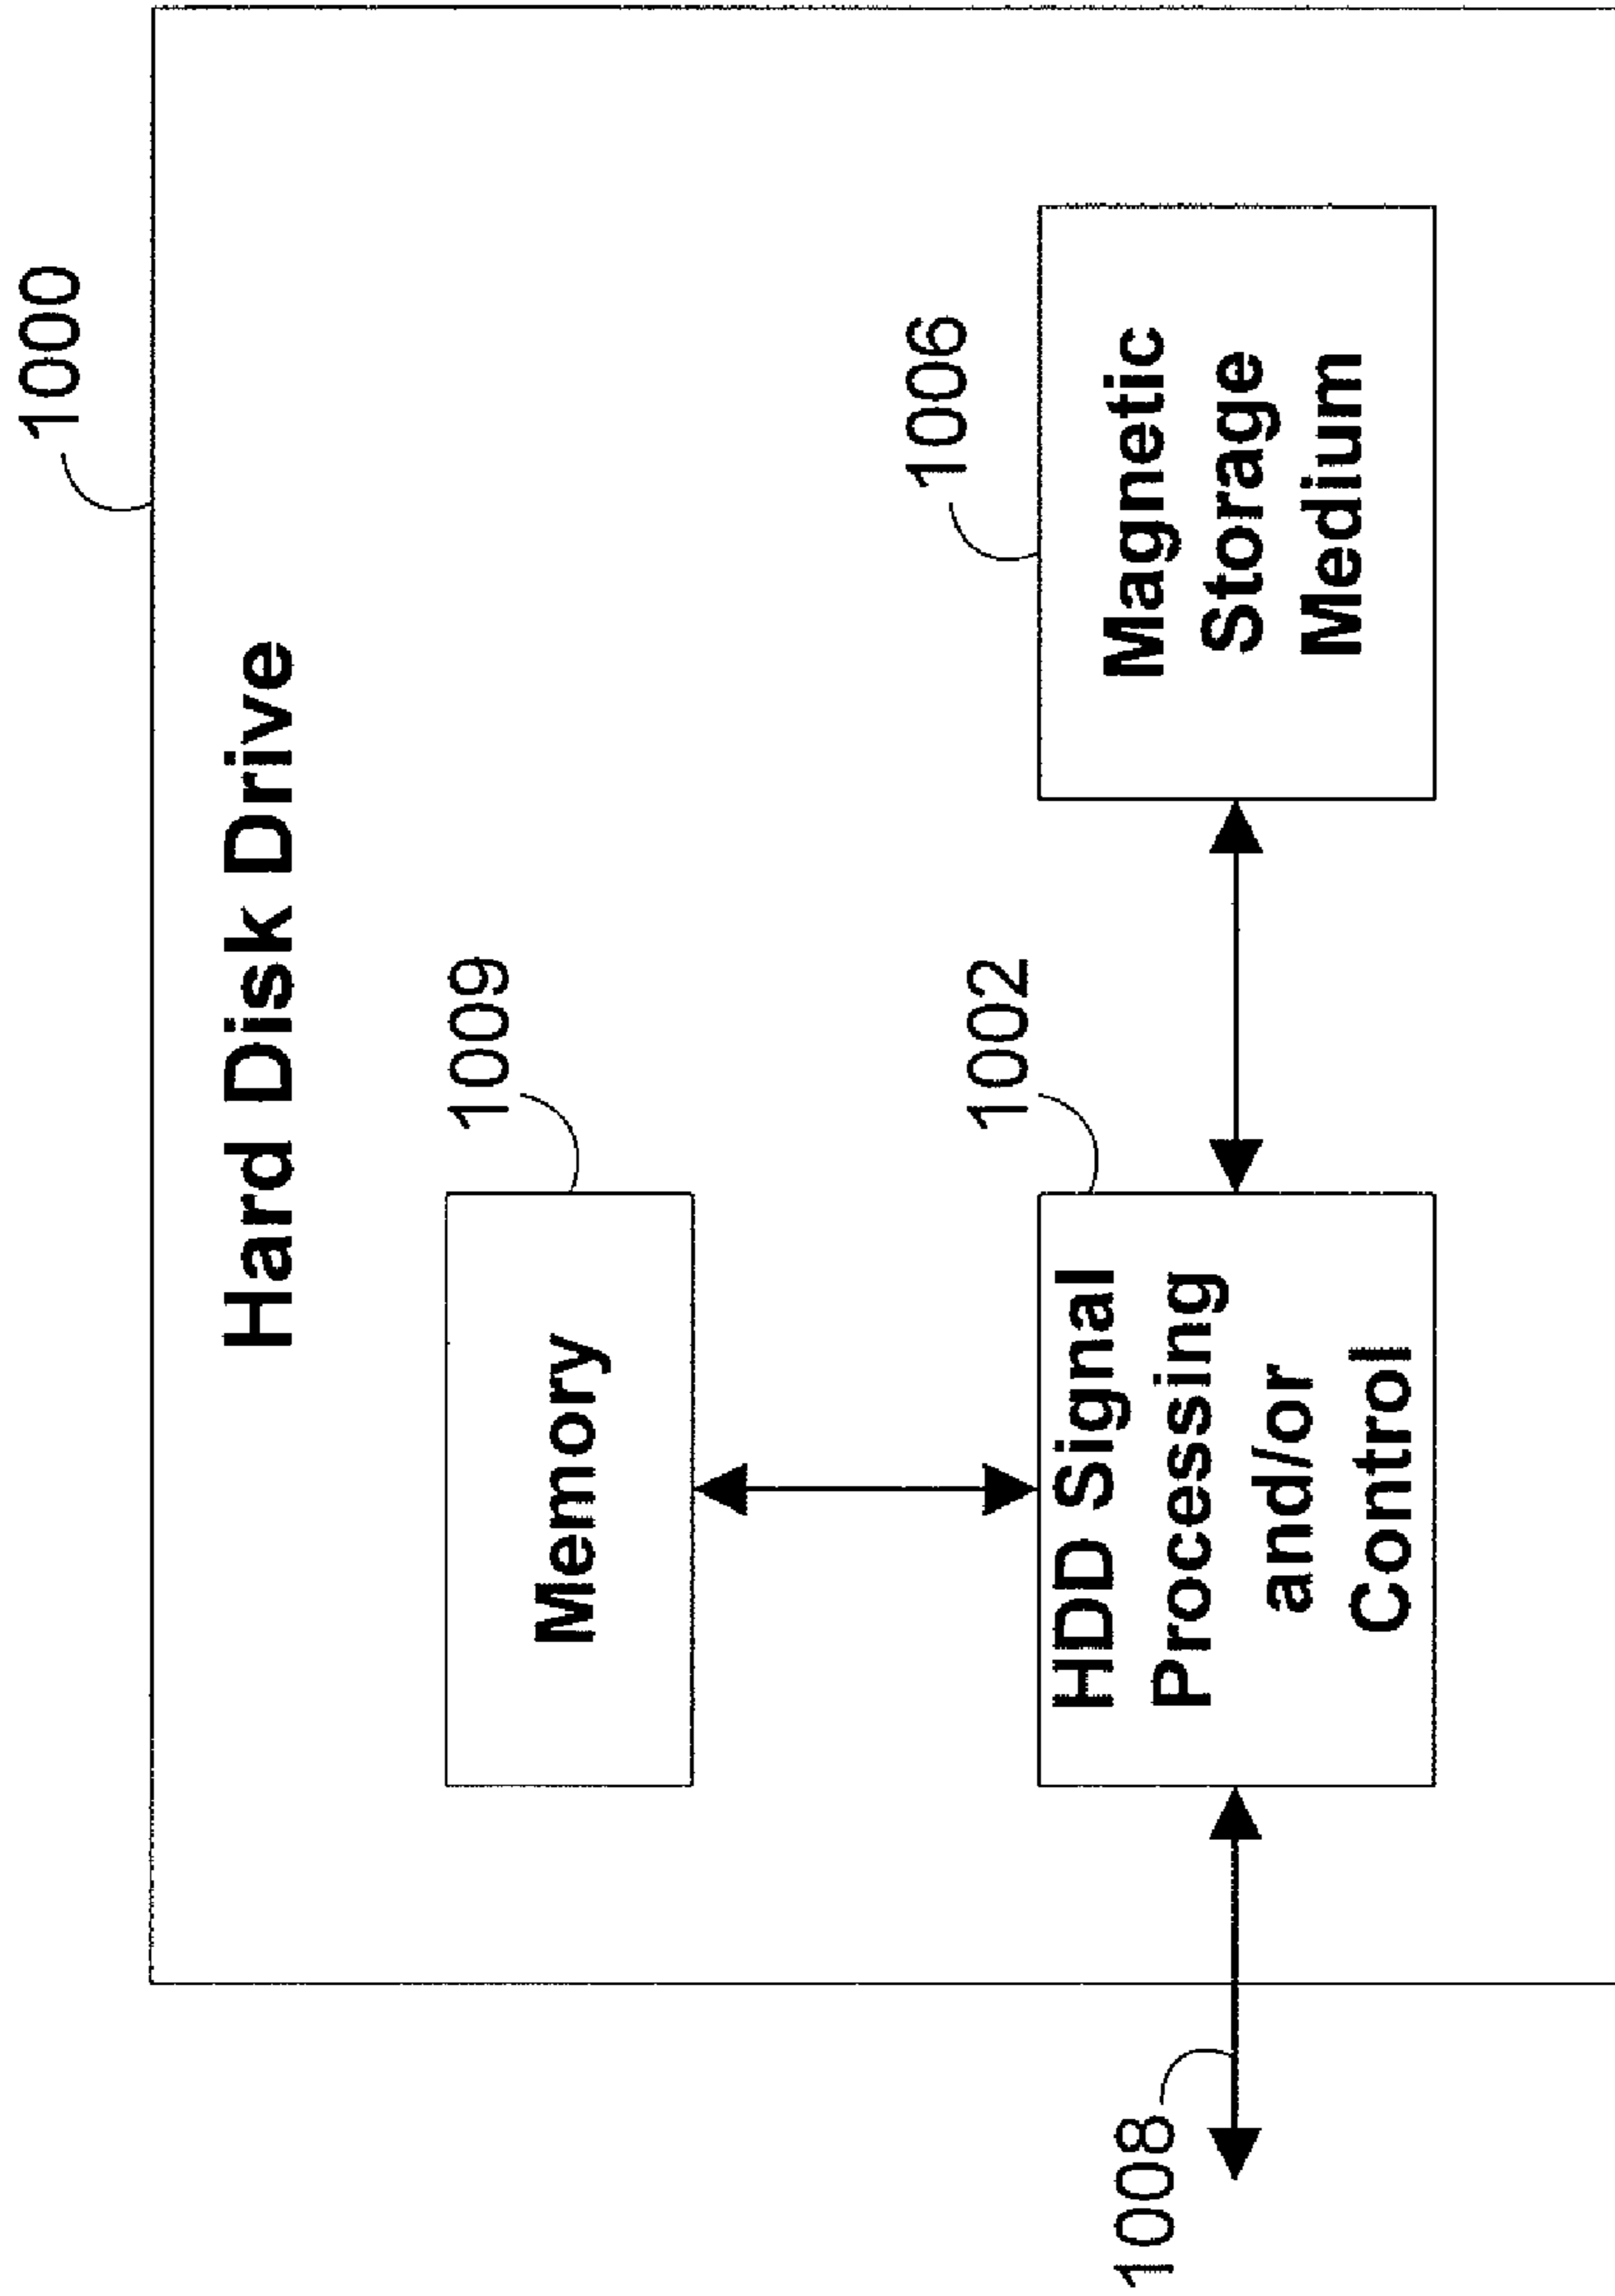 1000
Hard Disk Drive
1009
Memory
1002
HDD Signal
Processing
and/or
Control
1006
Magnetic
Storage
Medium
1008